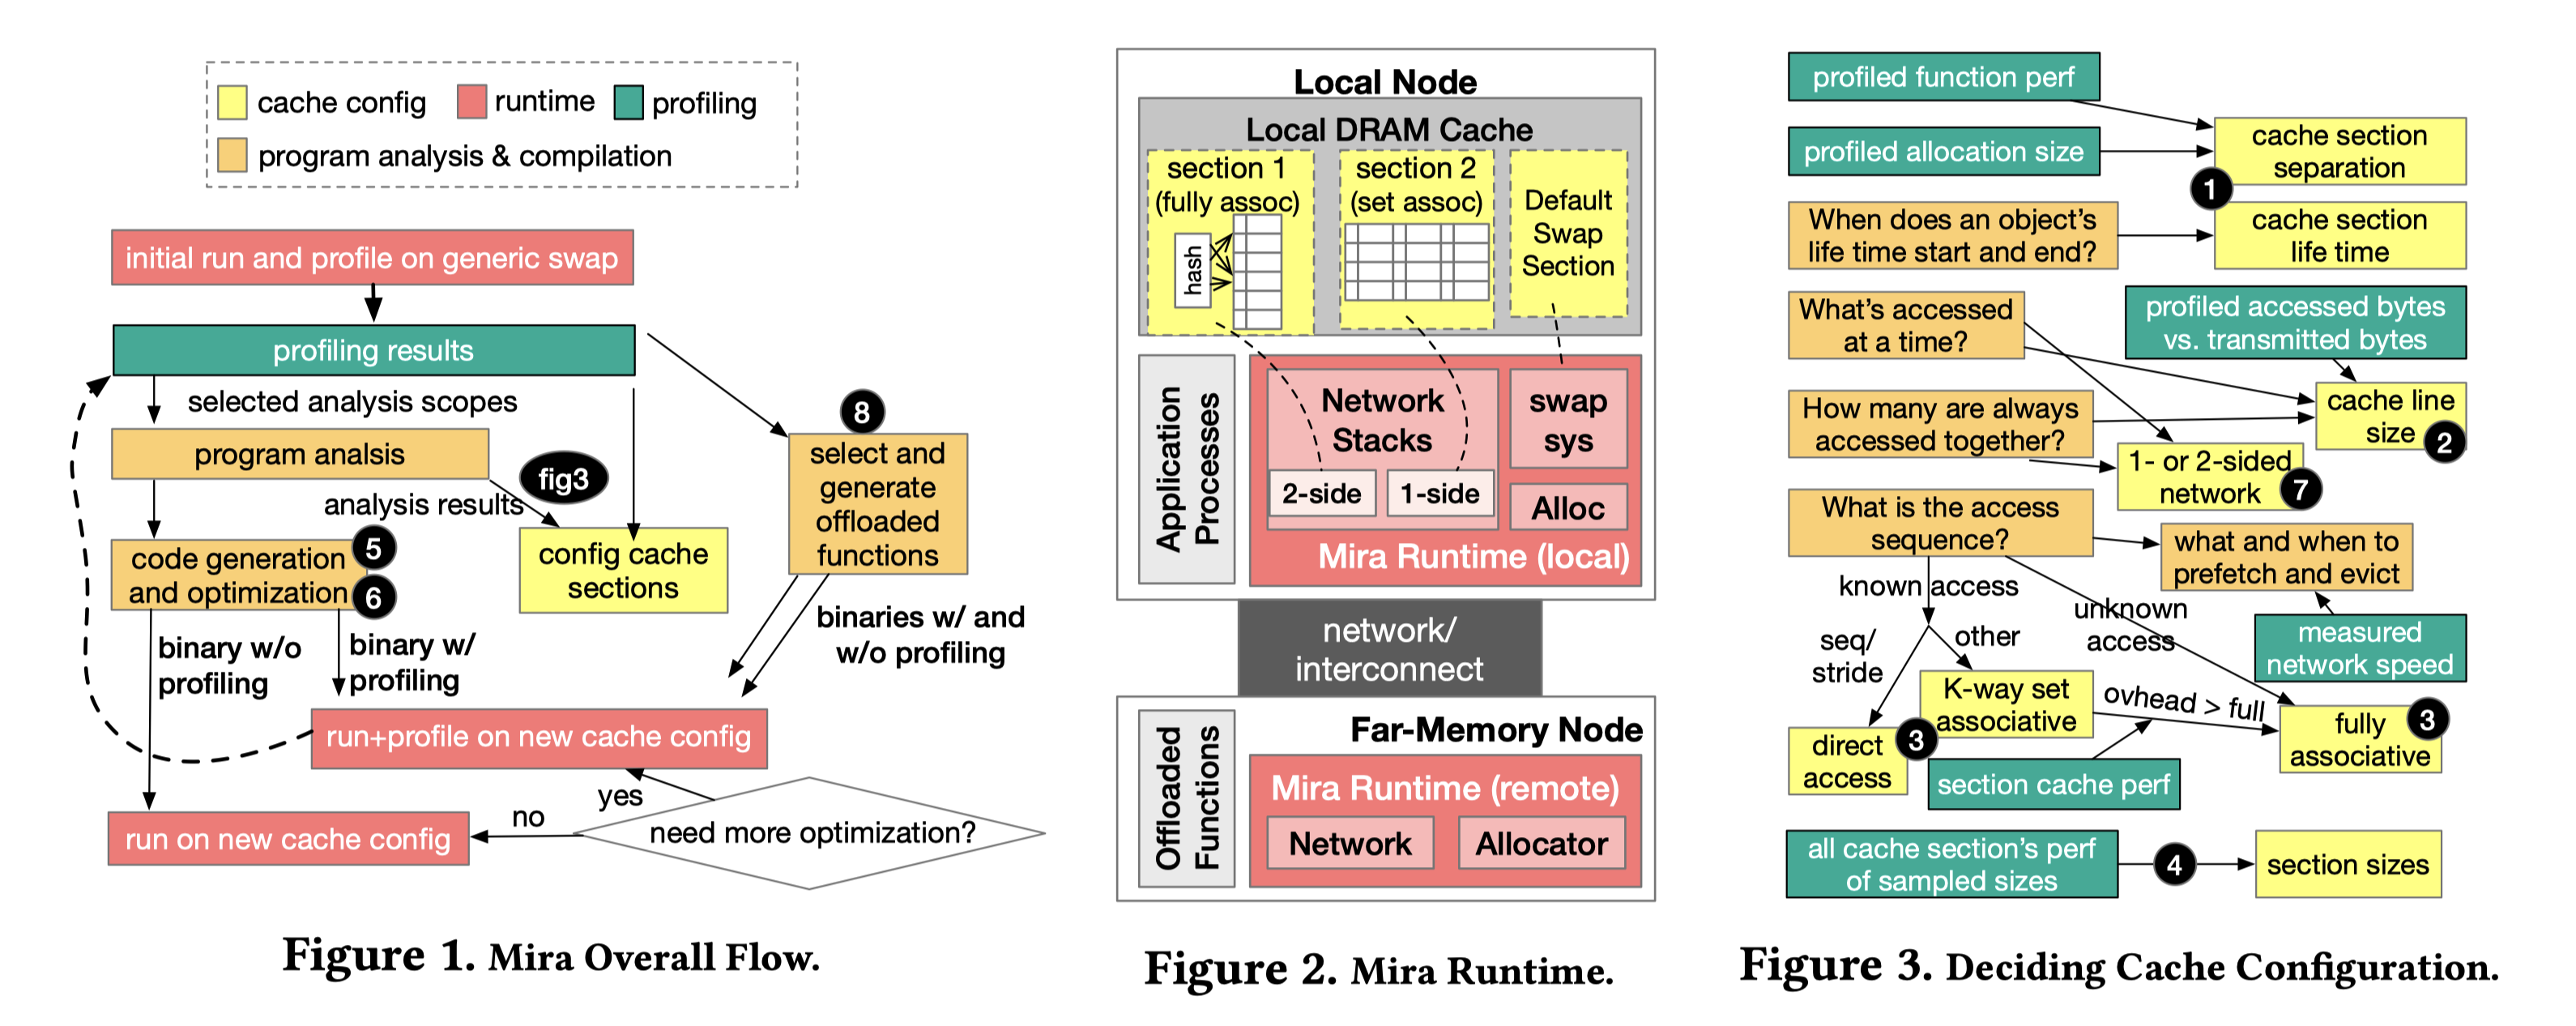 cache config
runtime
profiling
program analysis & compilation
initial run and profile on generic swap
profiling results
selected analysis scopes
8
program analsis
fig3
analysis results
select and
generate
offloaded
functions
code generation
and optimization
5
6
config cache
sections
binary w/o
profiling
binary w/
profiling
binaries w/ and
w/o profiling
run+profile on new cache config
yes
no
need more optimization?
run on new cache config
Figure 1. Mira Overall Flow.
Local Node
Local DRAM Cache
section 1
(fully assoc)
hash
section 2
(set assoc)
Default
Swap
Section
Application
Processes
Network
Stacks
2-side
1-side
swap
sys
Alloc
Mira Runtime (local)
network/
interconnect
Far-Memory Node
Offloaded
Functions
Mira Runtime (remote)
Network
Allocator
Figure 2. Mira Runtime.
profiled function perf
profiled allocation size
cache section
separation
1
When does an object's
life time start and end?
cache section
life time
What's accessed
at a time?
profiled accessed bytes
vs. transmitted bytes
How many are always
accessed together?
cache line
size
2
1- or 2-sided
network
7
What is the access
sequence?
what and when to
prefetch and evict
known access
unknown
access
measured
network speed
seq/
stride
other
K-way set
associative
ovhead > full
fully
associative
3
direct
access
3
section cache perf
all cache section's perf
of sampled sizes
4
section sizes
Figure 3. Deciding Cache Configuration.